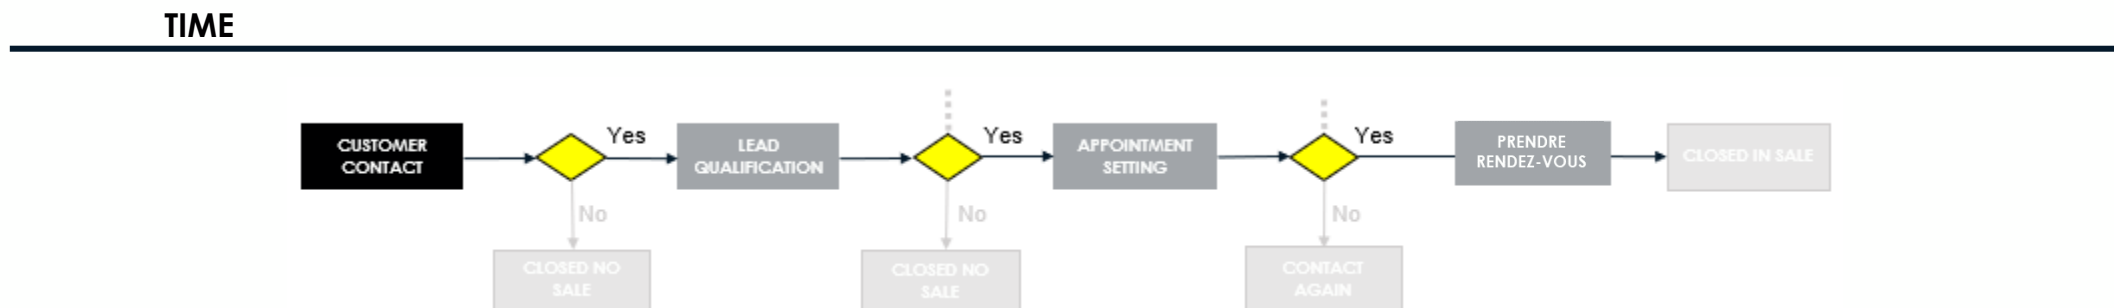 TIME
CUSTOMER
CONTACT
Yes
LEAD
QUALIFICATION
Yes
APPOINTMENT
SETTING
Yes
PRENDRE
RENDEZ-VOUS
CLOSED IN SALE
No
No
No
CLOSED NO
SALE
CLOSED NO
SALE
CONTACT
AGAIN